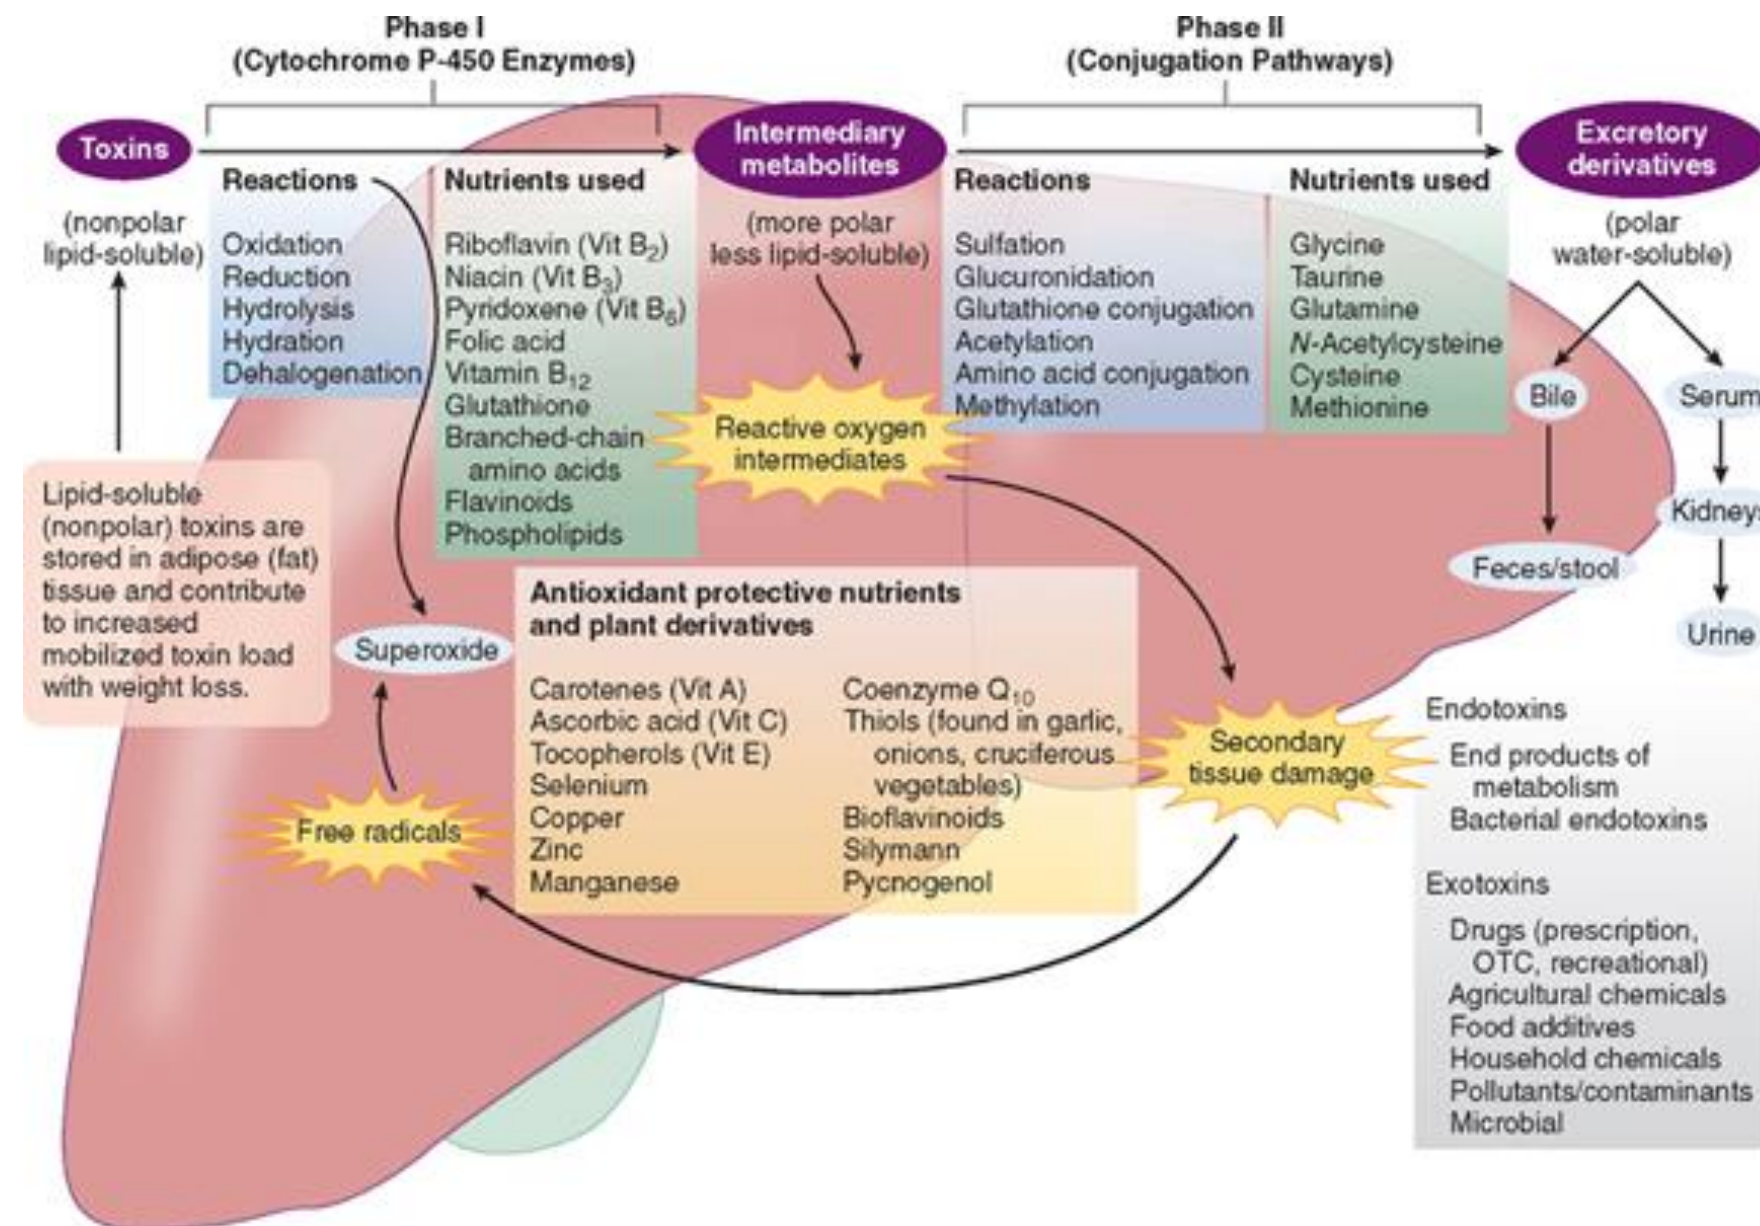 Phase I
(Cytochrome P-450 Enzymes)
Phase II
(Conjugation Pathways)
Toxins
(nonpolar
lipid-soluble)
Reactions
Oxidation
Reduction
Hydrolysis
Hydration
Dehalogenation
Nutrients used
Riboflavin (Vit B2)
Niacin (Vit B3)
Pyridoxene (Vit B6)
Folic acid
Vitamin B12
Glutathione
Branched-chain
amino acids
Flavinoids
Phospholipids
Intermediary
metabolites
(more polar
less lipid-soluble)
Reactive oxygen
intermediates
Reactions
Sulfation
Glucuronidation
Glutathione conjugation
Acetylation
Amino acid conjugation
Methylation
Nutrients used
Glycine
Taurine
Glutamine
N-Acetylcysteine
Cysteine
Methionine
Excretory
derivatives
(polar
water-soluble)
Bile
Feces/stool
Serum
Kidneys
Urine
Lipid-soluble
(nonpolar) toxins are
stored in adipose (fat)
tissue and contribute
to increased
mobilized toxin load
with weight loss.
Superoxide
Free radicals
Antioxidant protective nutrients
and plant derivatives
Carotenes (Vit A)
Ascorbic acid (Vit C)
Tocopherols (Vit E)
Selenium
Copper
Zinc
Manganese
Coenzyme Q10
Thiols (found in garlic,
onions, cruciferous
vegetables)
Bioflavinoids
Silymann
Pycnogenol
Secondary
tissue damage
Endotoxins
End products of
metabolism
Bacterial endotoxins
Exotoxins
Drugs (prescription,
OTC, recreational)
Agricultural chemicals
Food additives
Household chemicals
Pollutants/contaminants
Microbial